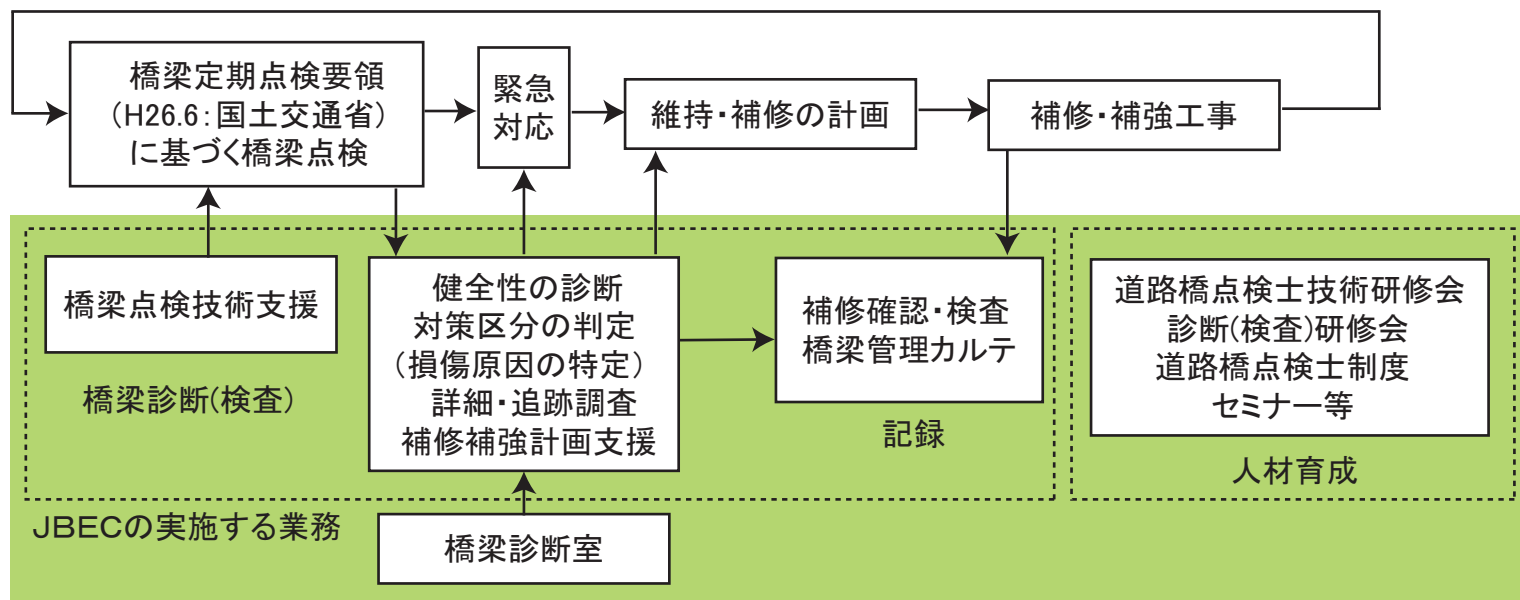 橋梁定期点検要領
(H26.6:国土交通省)
に基づく橋梁点検
緊急
対応
維持・補修の計画
補修・補強工事
橋梁点検技術支援
橋梁診断(検査)
健全性の診断
対策区分の判定
(損傷原因の特定)
詳細・追跡調査
補修補強計画支援
補修確認・検査
橋梁管理カルテ
記録
道路橋点検士技術研修会
診断(検査)研修会
道路橋点検士制度
セミナー等
人材育成
JBECの実施する業務
橋梁診断室